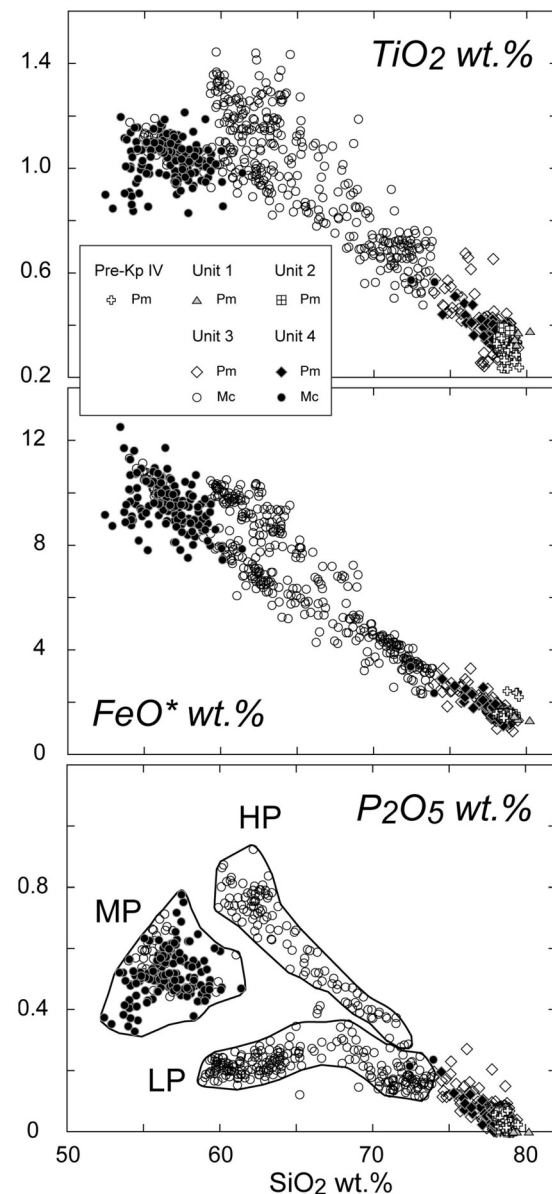 TiO2 wt.%
1.4
1.0
0.6
0.2
Pre-Kp IV Unit 1 Unit 2
Pm Pm Pm
Unit 3 Unit 4
Pm Pm
Mc Mc
12
8
4
0
FeO* wt.%
P2O5 wt.%
HP
0.8
MP
0.4
LP
0
50 60 70 80
SiO2 wt.%